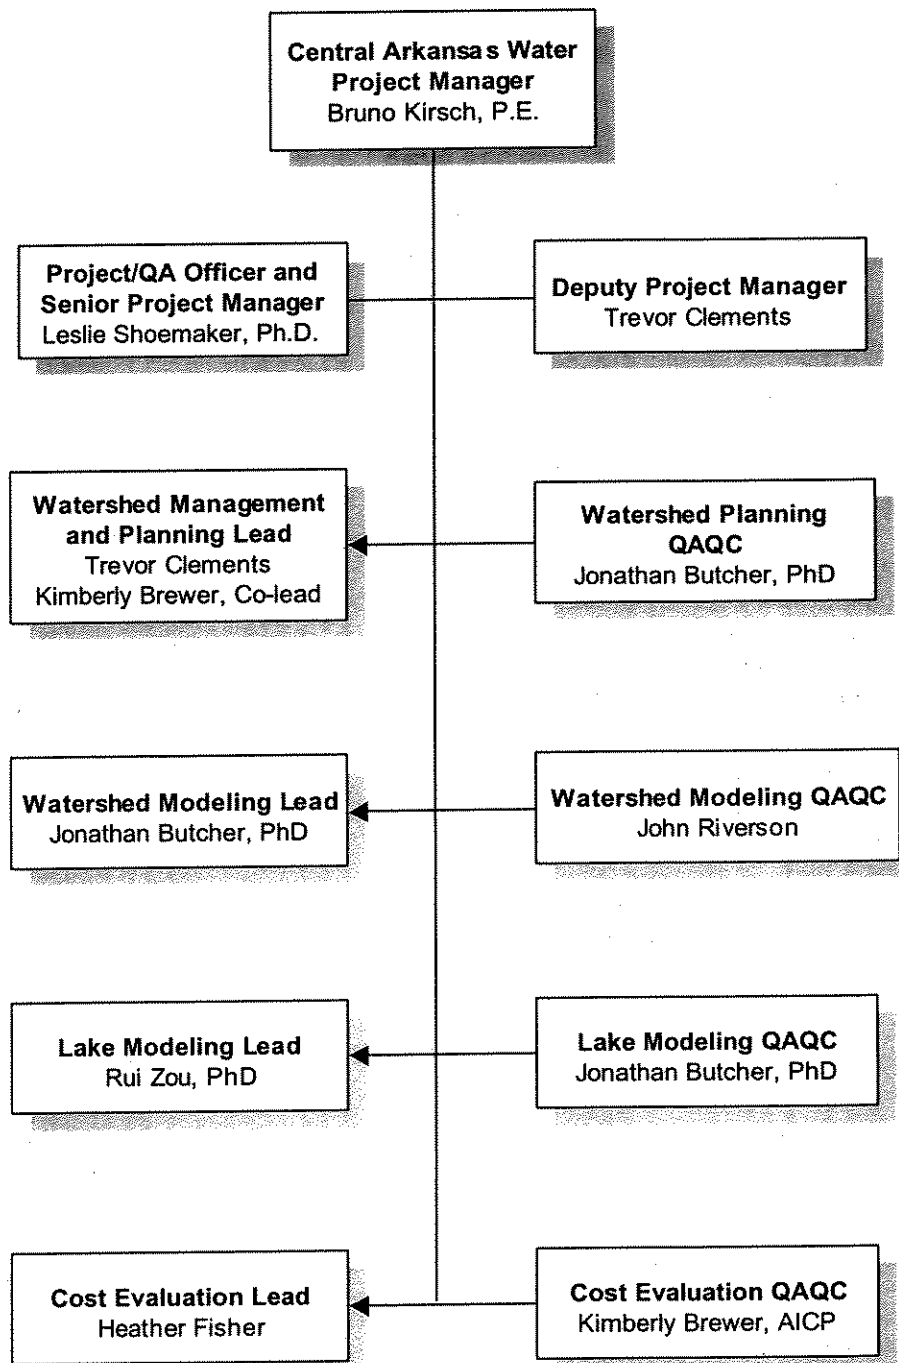 Central Arkansas Water
Project Manager
Bruno Kirsch, P.E.
Project/QA Officer and
Senior Project Manager
Leslie Shoemaker, Ph.D.
Deputy Project Manager
Trevor Clements
Watershed Management
and Planning Lead
Trevor Clements
Kimberly Brewer, Co-lead
Watershed Planning
QAQC
Jonathan Butcher, PhD
Watershed Modeling Lead
Jonathan Butcher, PhD
Watershed Modeling QAQC
John Riverson
Lake Modeling Lead
Rui Zou, PhD
Lake Modeling QAQC
Jonathan Butcher, PhD
Cost Evaluation Lead
Heather Fisher
Cost Evaluation QAQC
Kimberly Brewer, AICP